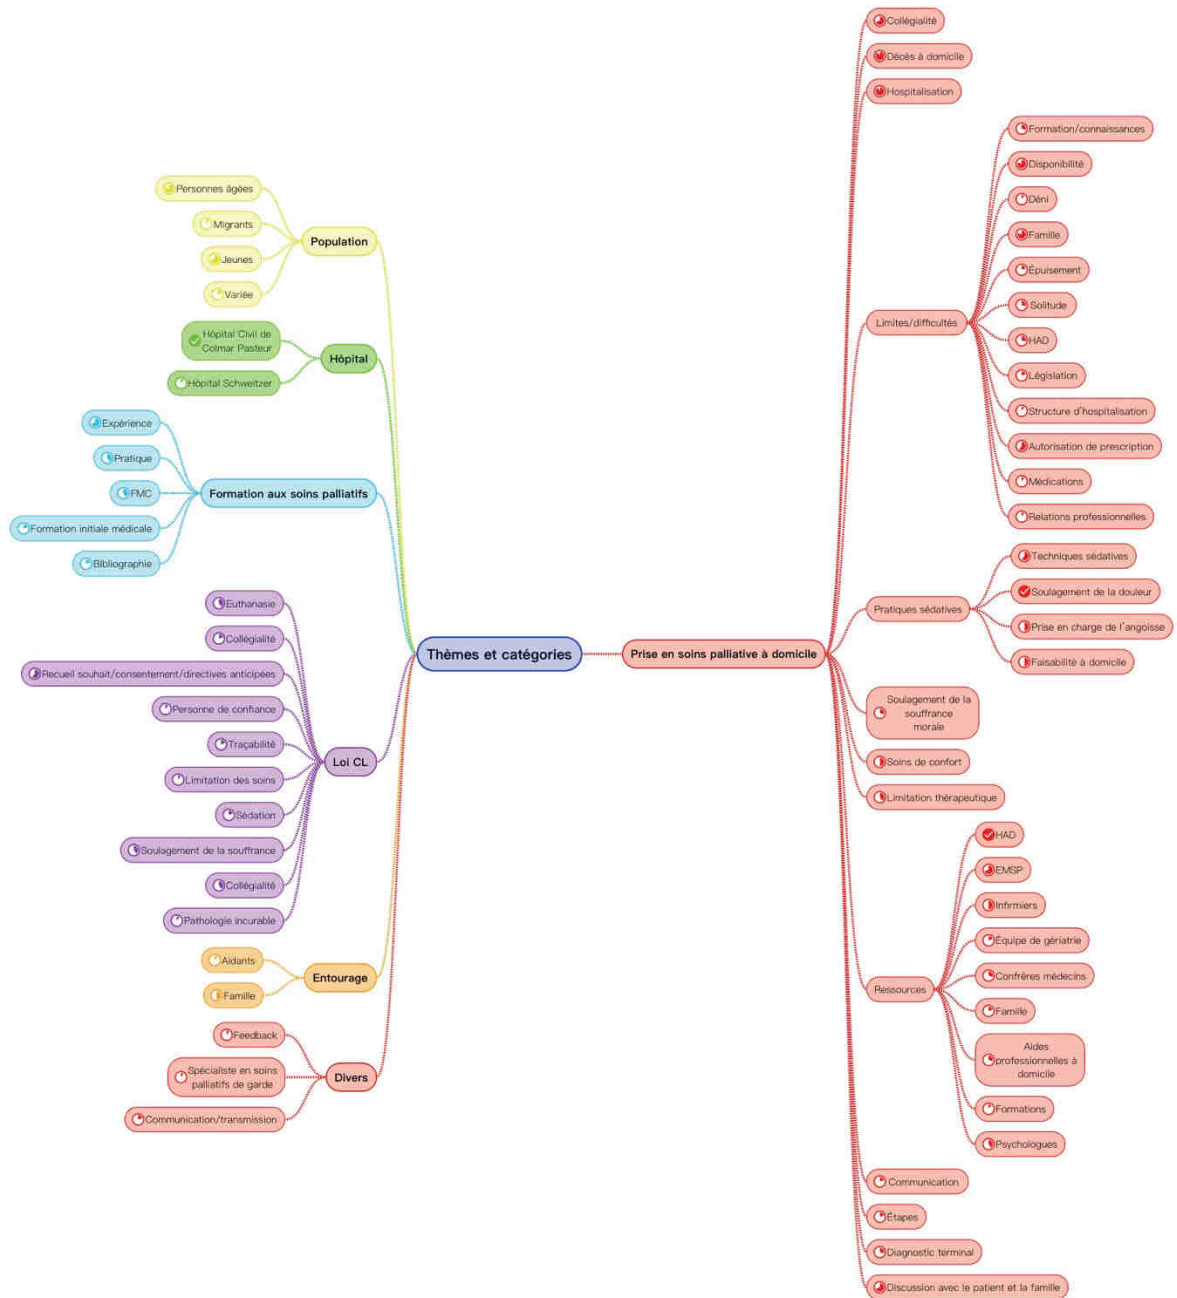 Thèmes et catégories
Population
Personnes âgées
Migrants
Jeunes
Variée
Hôpital
Hôpital Civil de
Colmar Pasteur
Hôpital Schweitzer
Formation aux soins palliatifs
Expérience
Pratique
FMC
Formation initiale médicale
Bibliographie
Loi CL
Euthanasie
Collégialité
Recueil souhait/consentement/directives anticipées
Personne de confiance
Traçabilité
Limitation des soins
Sédation
Soulagement de la souffrance
Collégialité
Pathologie incurable
Entourage
Aidants
Famille
Divers
Feedback
Spécialiste en soins
palliatifs de garde
Communication/transmission
Prise en soins palliative à domicile
Collégialité
Décès à domicile
Hospitalisation
Limites/difficultés
Formation/connaissances
Disponibilité
Déni
Famille
Épuisement
Solitude
HAD
Législation
Structure d'hospitalisation
Autorisation de prescription
Médications
Relations professionnelles
Pratiques sédatives
Techniques sédatives
Soulagement de la douleur
Prise en charge de l'angoisse
Faisabilité à domicile
Soulagement de la
souffrance
morale
Soins de confort
Limitation thérapeutique
Ressources
HAD
EMSP
Infirmiers
Équipe de gériatrie
Confrères médecins
Famille
Aides
professionnelles à
domicile
Formations
Psychologues
Communication
Étapes
Diagnostic terminal
Discussion avec le patient et la famille